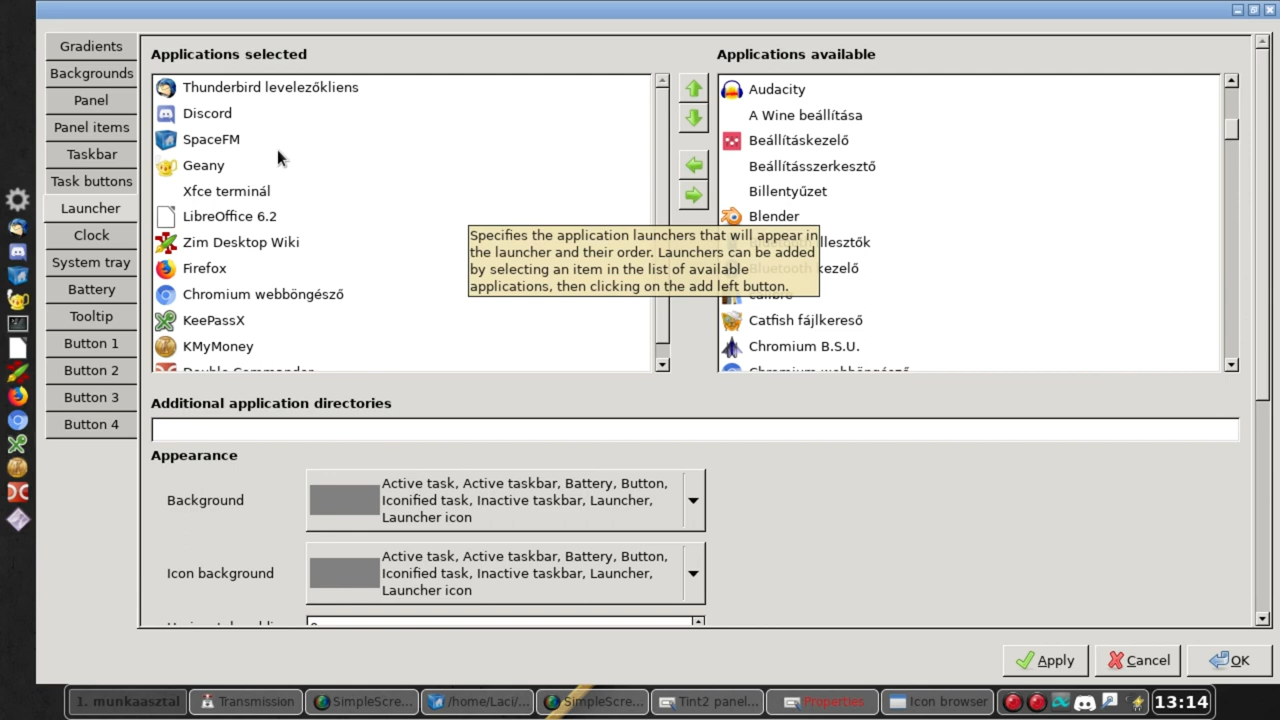 Gradients
Backgrounds
Panel
Panel items
Taskbar
Task buttons
Launcher
Clock
System tray
Battery
Tooltip
Button 1
Button 2
Button 3
Button 4
Applications selected
Thunderbird levelezőkliens
Discord
SpaceFM
Geany
Xfce terminál
LibreOffice 6.2
Zim Desktop Wiki
Firefox
Chromium webböngésző
KeePassX
KMyMoney
Double Commander
Specifies the application launchers that will appear in
the launcher and their order. Launchers can be added
by selecting an item in the list of available
applications, then clicking on the add left button.
Applications available
Audacity
A Wine beállítása
Beállításkezelő
Beállításszerkesztő
Billentyűzet
Blender
Bluetooth kezelő
calibre
Catfish fájlkereső
Chromium B.S.U.
Chromium webböngésző
Additional application directories
Appearance
Background
Active task, Active taskbar, Battery, Button,
Iconified task, Inactive taskbar, Launcher,
Launcher icon
Icon background
Active task, Active taskbar, Battery, Button,
Iconified task, Inactive taskbar, Launcher,
Launcher icon
Apply
Cancel
OK
1. munkaasztal
Transmission
SimpleScre...
/home/Laci/...
SimpleScre...
Tint2 panel...
Properties
Icon browser
13:14